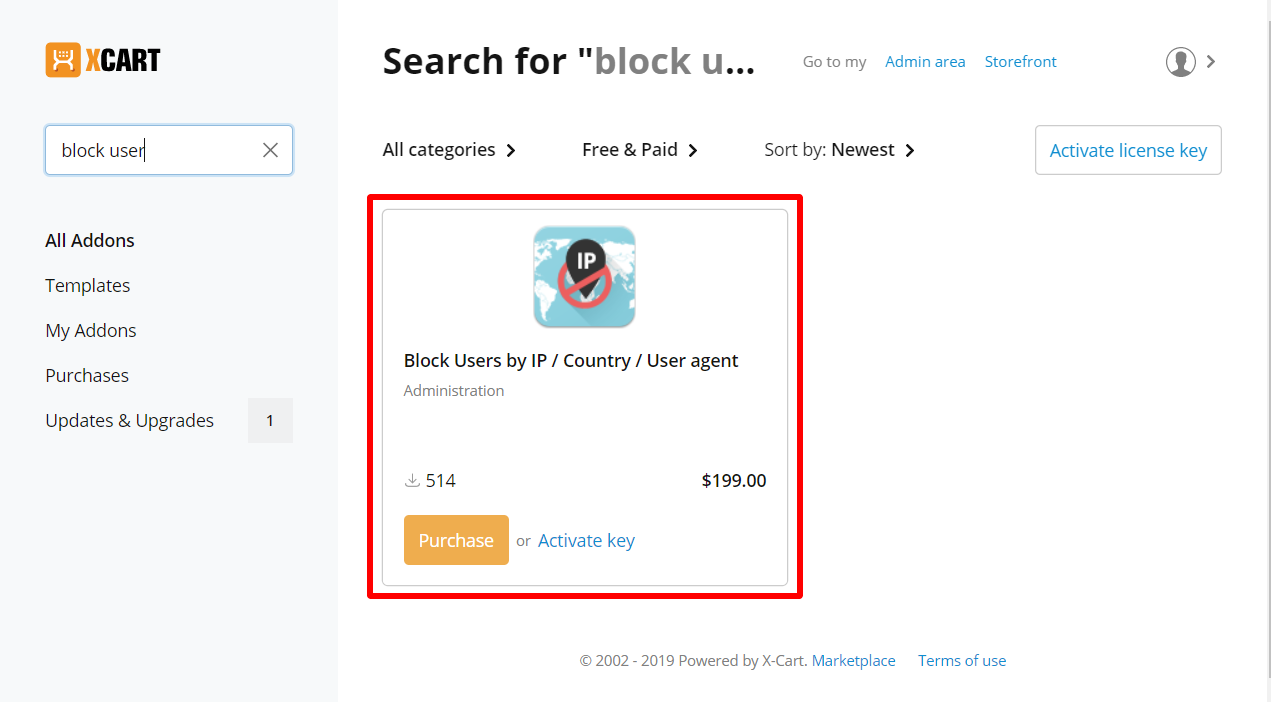 XCART
Search for "block u...
Go to my Admin area Storefront
block user
All categories
Free & Paid
Sort by: Newest
Activate license key
All Addons
Templates
My Addons
Purchases
Updates & Upgrades 1
IP
Block Users by IP / Country / User agent
Administration
514
$199.00
Purchase or Activate key
© 2002 - 2019 Powered by X-Cart. Marketplace Terms of use